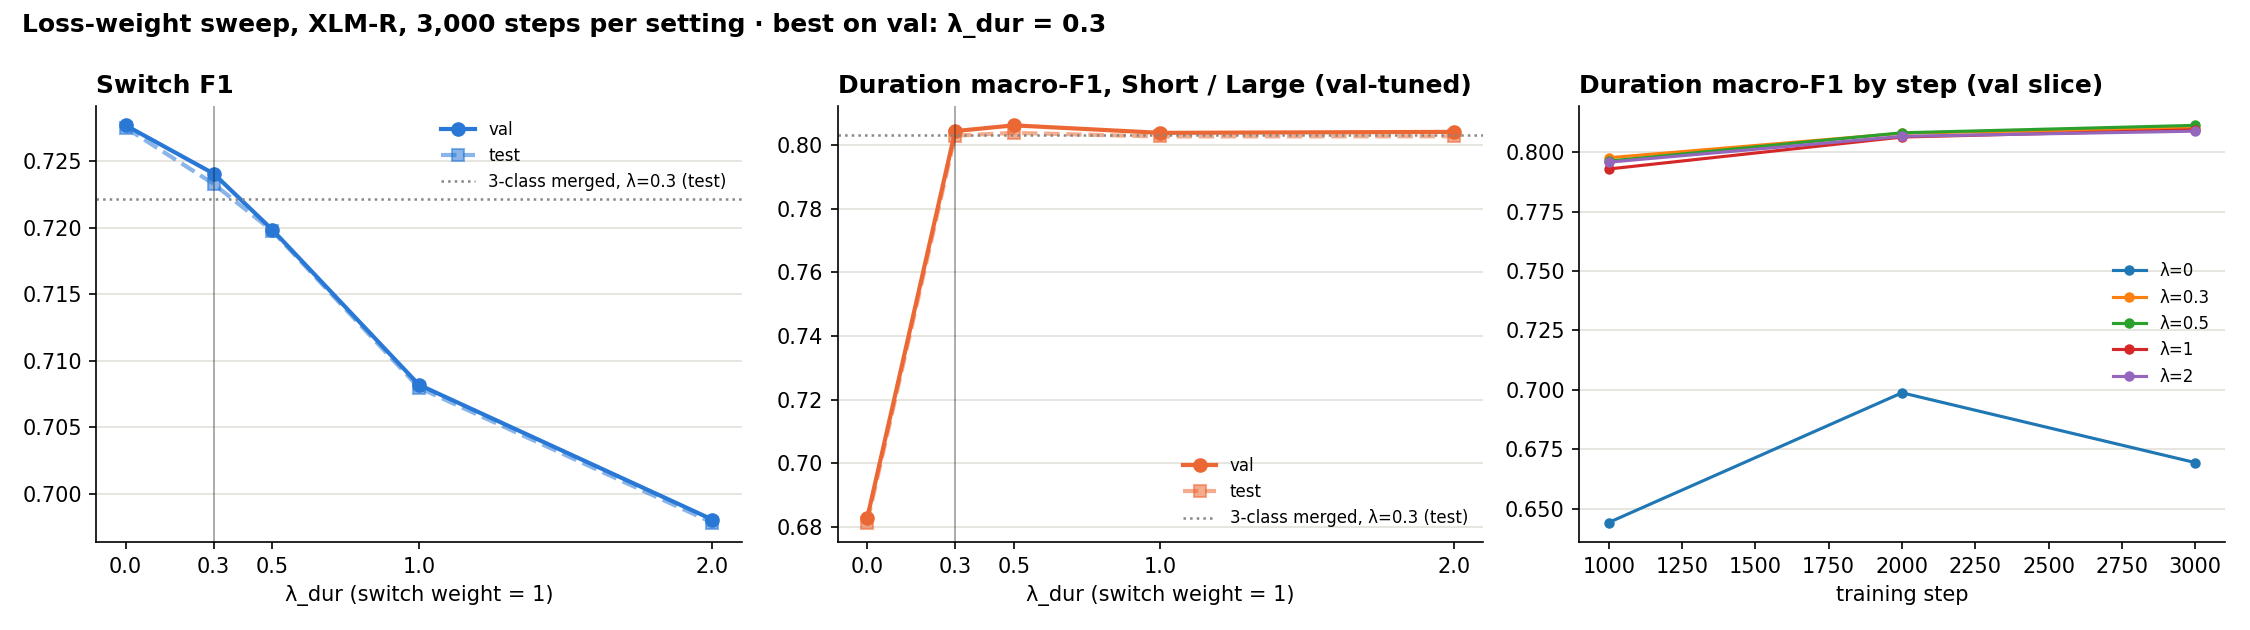 Loss-weight sweep, XLM-R, 3,000 steps per setting · best on val: λ_dur = 0.3
Switch F1
0.725
0.720
0.715
0.710
0.705
0.700
val
test
3-class merged, λ=0.3 (test)
0.0 0.3 0.5 1.0 2.0
λ_dur (switch weight = 1)
Duration macro-F1, Short / Large (val-tuned)
0.80
0.78
0.76
0.74
0.72
0.70
0.68
val
test
3-class merged, λ=0.3 (test)
0.0 0.3 0.5 1.0 2.0
λ_dur (switch weight = 1)
Duration macro-F1 by step (val slice)
0.800
0.775
0.750
0.725
0.700
0.675
0.650
λ=0
λ=0.3
λ=0.5
λ=1
λ=2
1000 1250 1500 1750 2000 2250 2500 2750 3000
training step